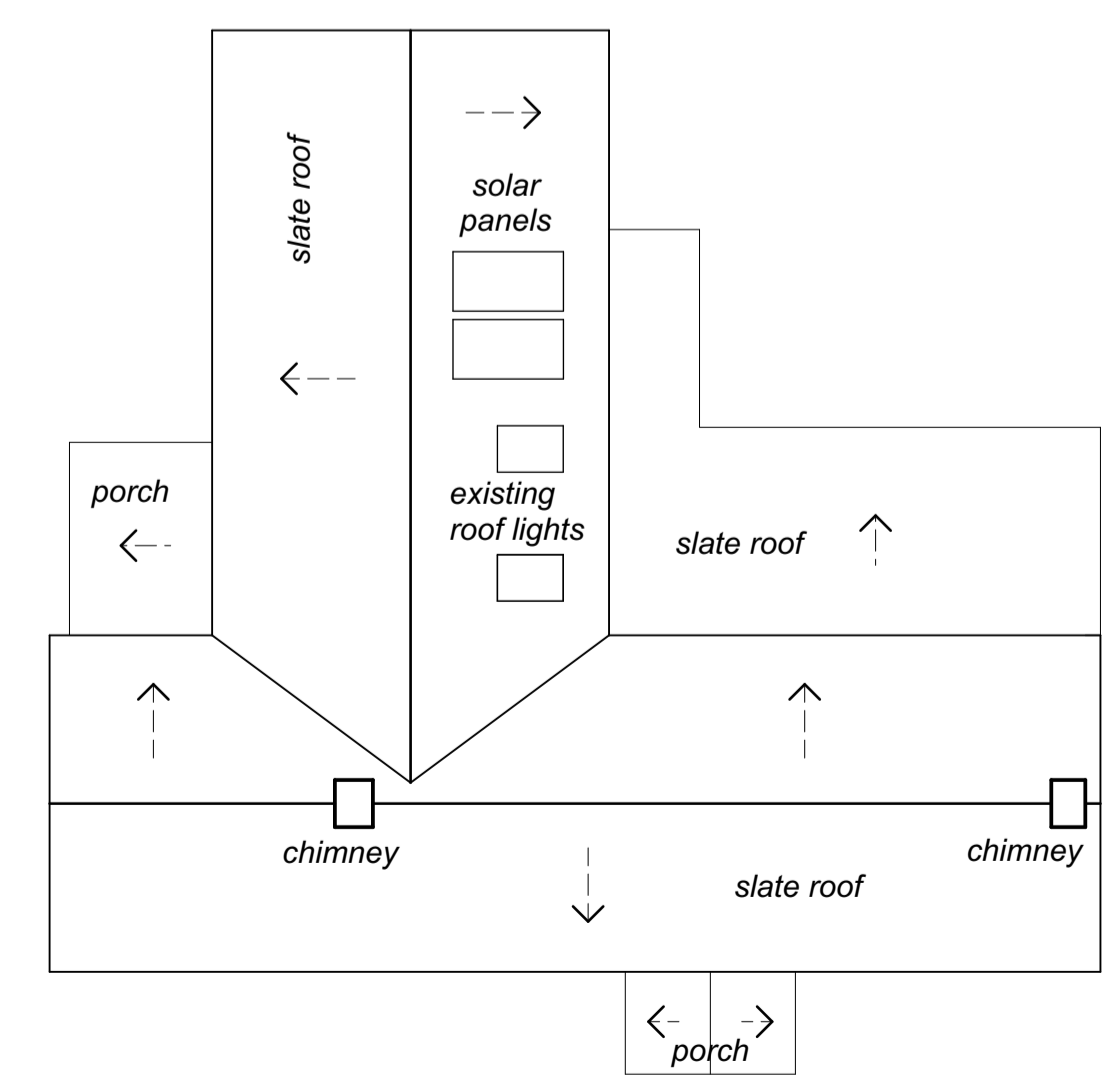 slate roof
solar
panels
porch
existing
roof lights
slate roof
chimney
chimney
slate roof
porch